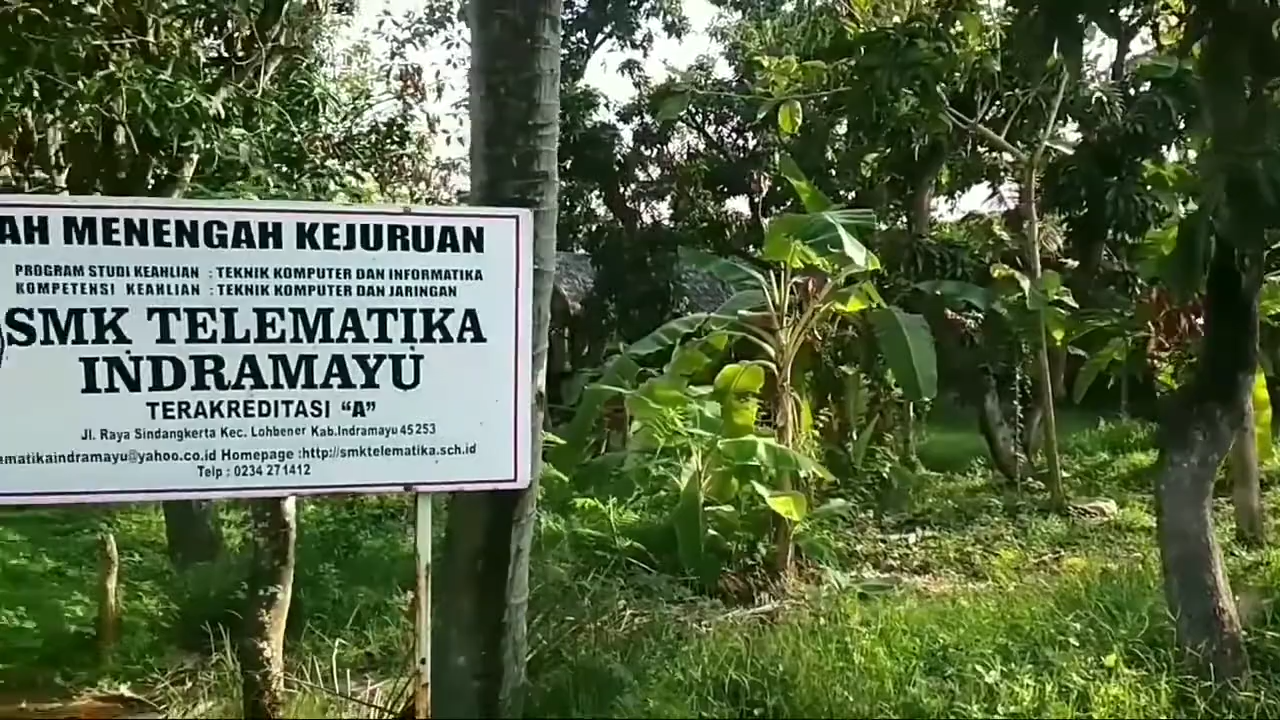 AH MENENGAH KEJURUAN
PROGRAM STUDI KEAHLIAN : TEKNIK KOMPUTER DAN INFORMATIKA
KOMPETENSI KEAHLIAN : TEKNIK KOMPUTER DAN JARINGAN
SMK TELEMATIKA
INDRAMAYU
TERAKREDITASI “A”
Jl. Raya Sindangkerta Kec. Lohbener Kab.Indramayu 45253
matikaindramayu@yahoo.co.id Homepage :http://smktelematika.sch.id
Telp : 0234 271412